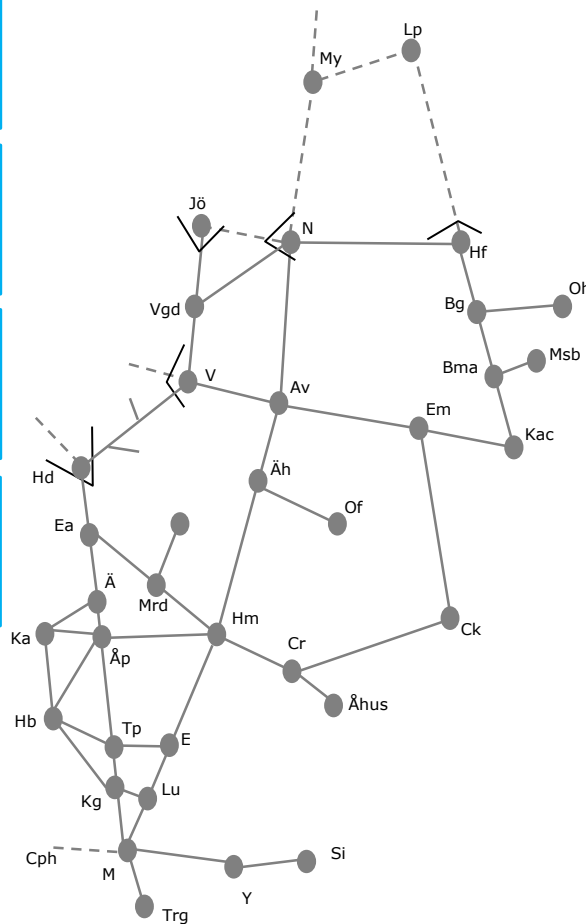 Lp
My
Jö
N
Hf
Vgd
Bg
Oh
V
Bma
Msb
Av
Em
Kac
Hd
Äh
Of
Ea
Ä
Mrd
Hm
Ka
Åp
Cr
Ck
Åhus
Hb
Tp
E
Kg
Lu
Cph
M
Si
Y
Trg